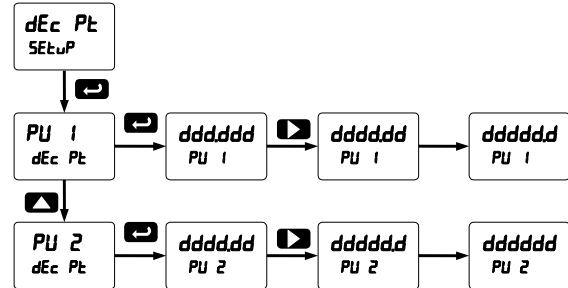 dEc Pt
SEtuP
PU 1
dEc Pt
ddd.ddd
PU 1
dddd.dd
PU 1
ddddd.d
PU 1
PU 2
dEc Pt
dddd.dd
PU 2
ddddd.d
PU 2
dddddd
PU 2